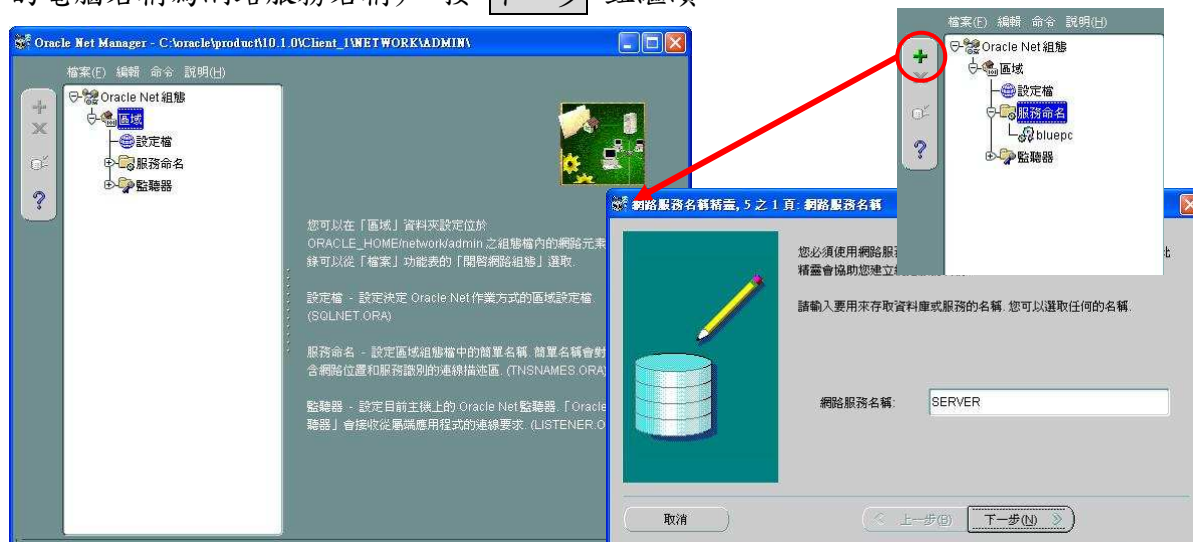 的電腦名稱為網路服務名稱，按 下一步 鈕繼續
Oracle Net Manager - C:\oracle\product\10.1.0\Client_1\NETWORK\ADMIN\
檔案(F) 編輯 命令 說明(H)
Oracle Net 組態
區域
設定檔
服務命名
監聽器
您可以在「區域」資料夾設定位於
ORACLE_HOME/network/admin 之組態檔內的網路元素
錄可以從「檔案」功能表的「開啓網路組態」選取.
設定檔 - 設定決定 Oracle Net 作業方式的區域設定檔.
(SQLNET.ORA)
服務命名 - 設定區域組態檔中的簡單名稱. 簡單名稱會對
含網路位置和服務識別的連線描述區. (TNSNAMES.ORA)
監聽器 - 設定目前主機上的 Oracle Net 監聽器.「Oracle
聽器」會接收從屬端應用程式的連線要求. (LISTENER.O
檔案(F) 編輯 命令 說明(H)
Oracle Net 組態
區域
設定檔
服務命名
bluepc
監聽器
網路服務名稱精靈, 5 之 1 頁: 網路服務名稱
您必須使用網路服
精靈會協助您建立
請輸入要用來存取資料庫或服務的名稱. 您可以選取任何的名稱.
網路服務名稱:
SERVER
取消
上一步(B)
下一步(N)